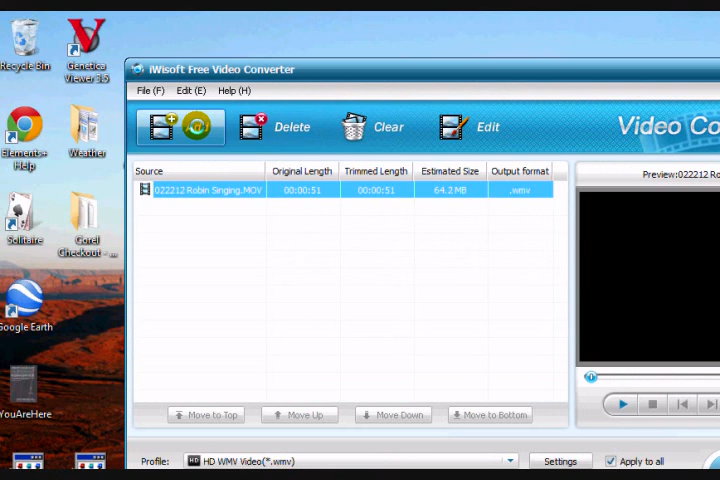 Recycle Bin
Genetica
Viewer 3.5
Elements+
Help
Weather
Solitaire
Corel
Checkout - ...
Google Earth
YouAreHere
iWisoft Free Video Converter
File (F) Edit (E) Help (H)
Delete Clear Edit Video Co
Source Original Length Trimmed Length Estimated Size Output format
022212 Robin Singing.MOV 00:00:51 00:00:51 64.2 MB .wmv
Preview:022212 Ro
Move to Top Move Up Move Down Move to Bottom
Profile: HD HD WMV Video(*.wmv) Settings Apply to all